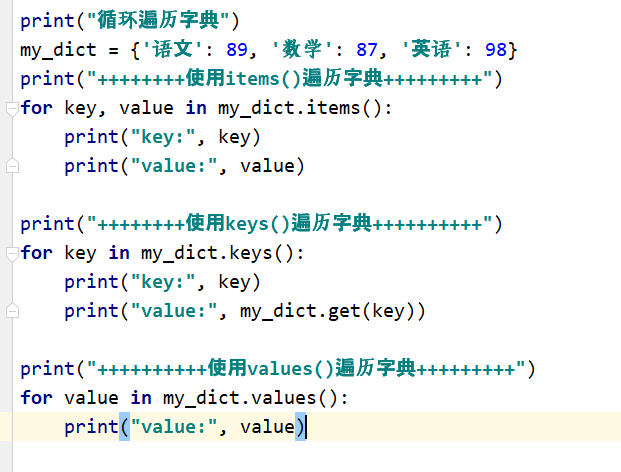 print("循环遍历字典")
my_dict = {'语文': 89, '数学': 87, '英语': 98}
print("++++++++使用items()遍历字典+++++++++")
for key, value in my_dict.items():
    print("key:", key)
    print("value:", value)

print("++++++++使用keys()遍历字典++++++++++")
for key in my_dict.keys():
    print("key:", key)
    print("value:", my_dict.get(key))

print("++++++++++使用values()遍历字典+++++++++")
for value in my_dict.values():
    print("value:", value)